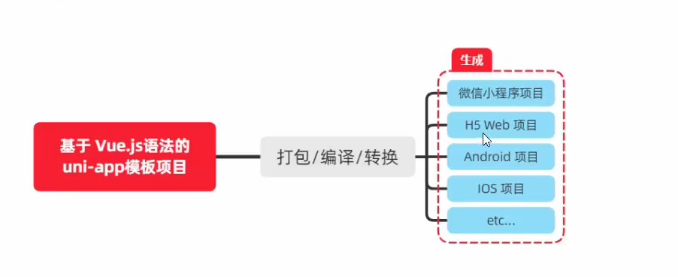 基于 Vue.js语法的
uni-app模板项目
打包/编译/转换
生成
微信小程序项目
H5 Web 项目
Android 项目
IOS 项目
etc...